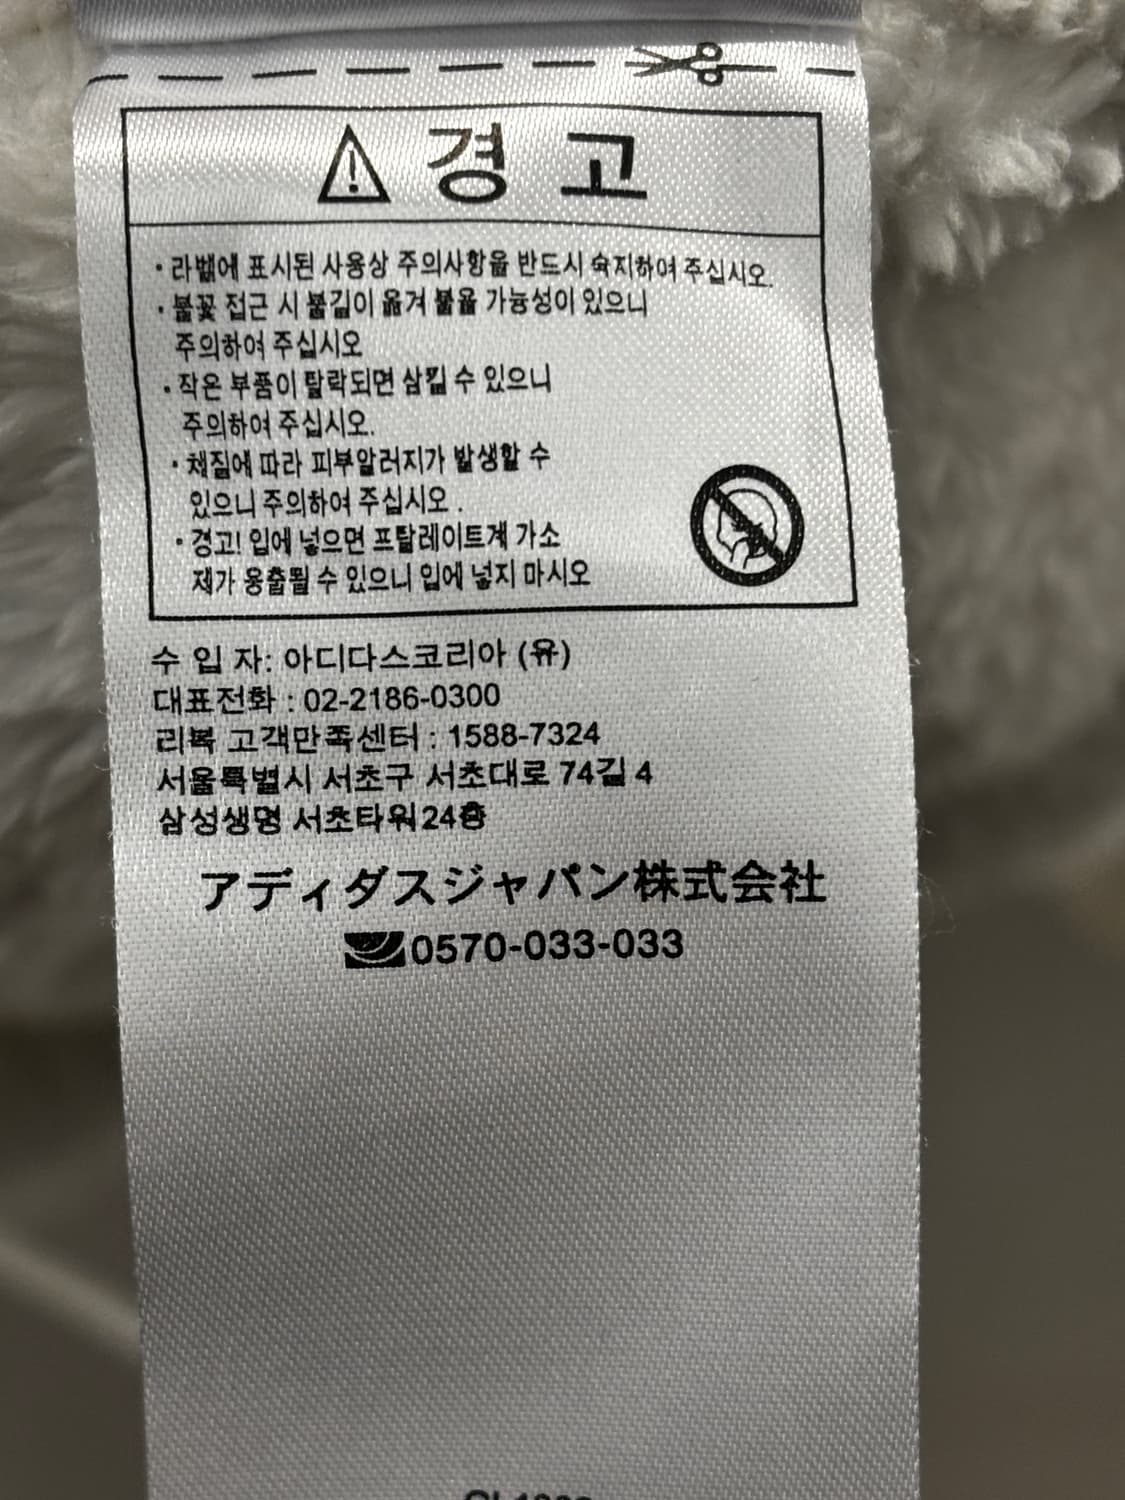 경 고
· 라벨에 표시된 사용상 주의사항을 반드시 숙지하여 주십시오.
· 불꽃 접근 시 불길이 옮겨 붙을 가능성이 있으니
주의하여 주십시오
· 작은 부품이 탈락되면 삼킬 수 있으니
주의하여 주십시오.
· 체질에 따라 피부알러지가 발생할 수
있으니 주의하여 주십시오 .
· 경고! 입에 넣으면 프탈레이트계 가소
제가 용출될 수 있으니 입에 넣지 마시오
수 입 자: 아디다스코리아 (유)
대표전화 : 02-2186-0300
리복 고객만족센터 : 1588-7324
서울특별시 서초구 서초대로 74길 4
삼성생명 서초타워24층
アディダスジャパン株式会社
0570-033-033